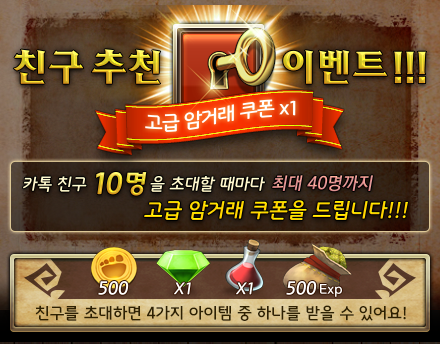 친구 추천 이벤트!!!
고급 암거래 쿠폰 x1
카톡 친구 10명을 초대할 때마다 최대 40명까지
고급 암거래 쿠폰을 드립니다!!!
500 X1 X1 500 Exp
친구를 초대하면 4가지 아이템 중 하나를 받을 수 있어요!